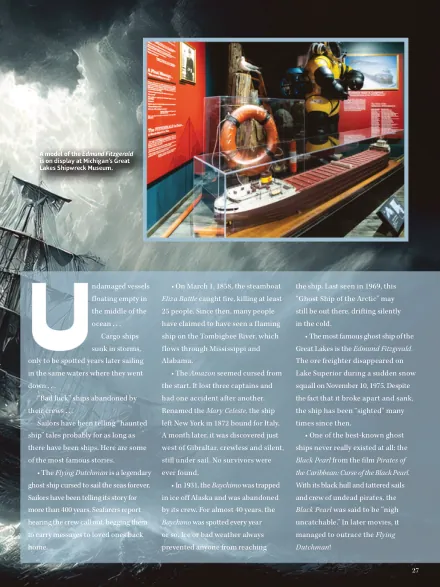 A model of the Edmund Fitzgerald
is on display at Michigan's Great
Lakes Shipwreck Museum.
Undamaged vessels
floating empty in
the middle of the
ocean . . .
Cargo ships
sunk in storms,
only to be spotted years later sailing
in the same waters where they went
down . . .
"Bad luck" ships abandoned by
their crews . . .
Sailors have been telling "haunted
ship" tales probably for as long as
there have been ships. Here are some
of the most famous stories.
• The Flying Dutchman is a legendary
ghost ship cursed to sail the seas forever.
Sailors have been telling its story for
more than 400 years. Seafarers report
hearing the crew call out, begging them
to carry messages to loved ones back
home.
• On March 1, 1858, the steamboat
Eliza Battle caught fire, killing at least
25 people. Since then, many people
have claimed to have seen a flaming
ship on the Tombigbee River, which
flows through Mississippi and
Alabama.
• The Amazon seemed cursed from
the start. It lost three captains and
had one accident after another.
Renamed the Mary Celeste, the ship
left New York in 1872 bound for Italy.
A month later, it was discovered just
west of Gibraltar, crewless and silent,
still under sail. No survivors were
ever found.
• In 1931, the Baychimo was trapped
in ice off Alaska and was abandoned
by its crew. For almost 40 years, the
Baychimo was spotted every year
or so. Ice or bad weather always
prevented anyone from reaching
the ship. Last seen in 1969, this
"Ghost Ship of the Arctic" may
still be out there, drifting silently
in the cold.
• The most famous ghost ship of the
Great Lakes is the Edmund Fitzgerald.
The ore freighter disappeared on
Lake Superior during a sudden snow
squall on November 10, 1975. Despite
the fact that it broke apart and sank,
the ship has been "sighted" many
times since then.
• One of the best-known ghost
ships never really existed at all: the
Black Pearl from the film Pirates of
the Caribbean: Curse of the Black Pearl.
With its black hull and tattered sails
and crew of undead pirates, the
Black Pearl was said to be "nigh
uncatchable." In later movies, it
managed to outrace the Flying
Dutchman!
27